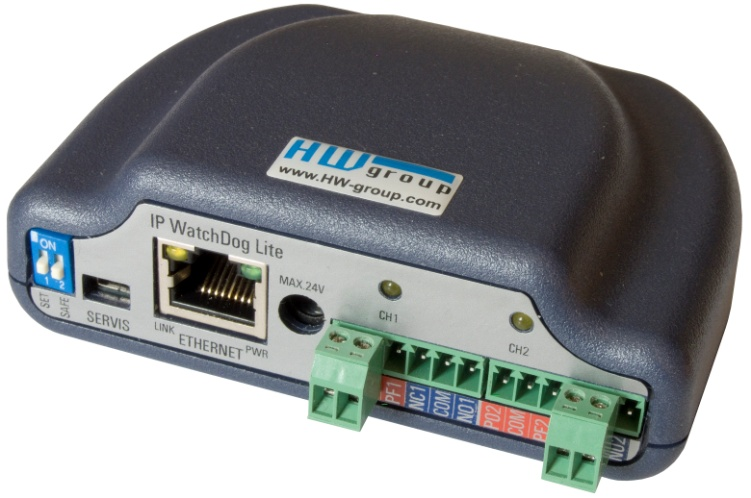 HW group
www.HW-group.com
IP WatchDog Lite
ON
1 2
SET
SAFE
SERVIS
LINK
ETHERNET
PWR
MAX.24V
CH1
CH2
PF1
NC1
COM
NO1
PO2
COM
PF2
NO2